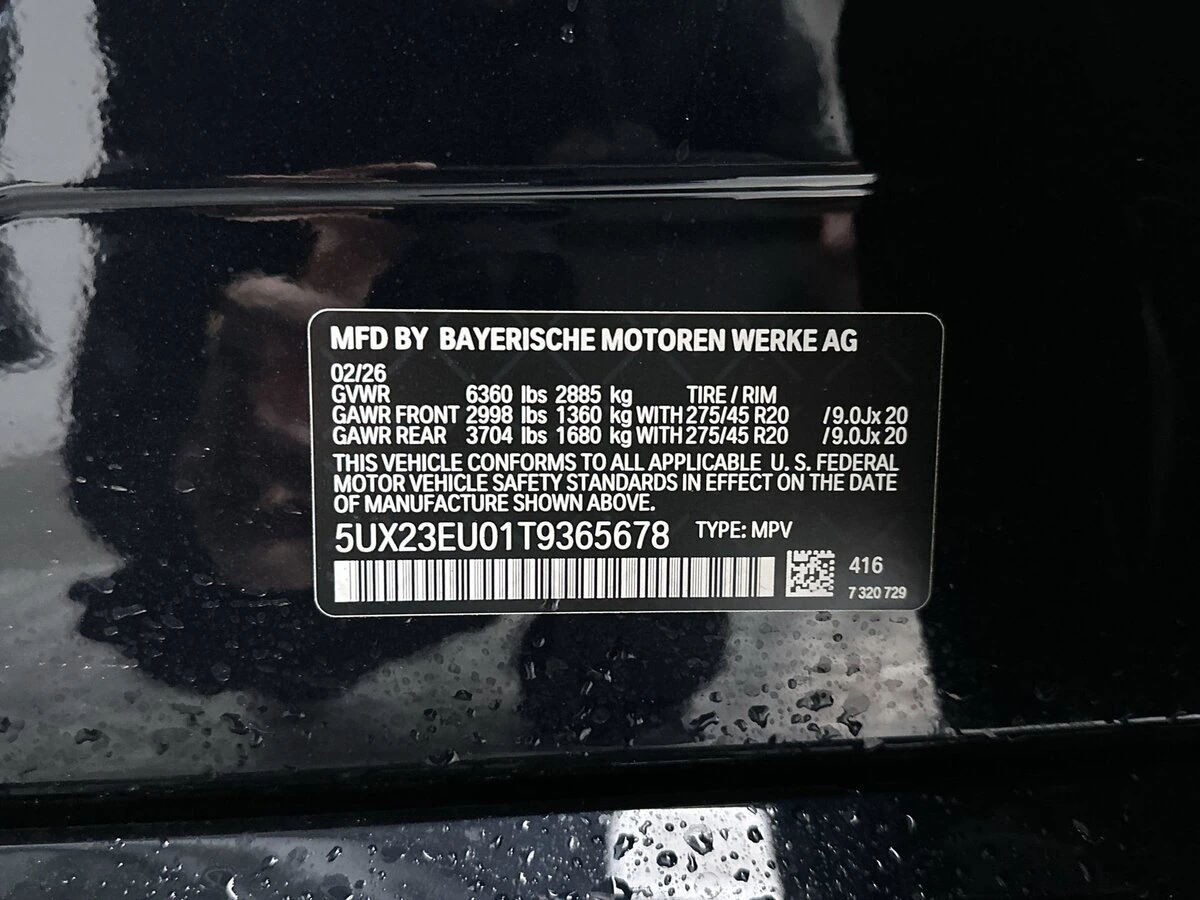 MFD BY BAYERISCHE MOTOREN WERKE AG
02/26
GVWR 6360 lbs 2885 kg TIRE / RIM
GAWR FRONT 2998 lbs 1360 kg WITH 275/45 R20 /9.0Jx 20
GAWR REAR 3704 lbs 1680 kg WITH 275/45 R20 /9.0Jx 20
THIS VEHICLE CONFORMS TO ALL APPLICABLE U. S. FEDERAL
MOTOR VEHICLE SAFETY STANDARDS IN EFFECT ON THE DATE
OF MANUFACTURE SHOWN ABOVE.
5UX23EU01T9365678 TYPE: MPV
416
7 320 729